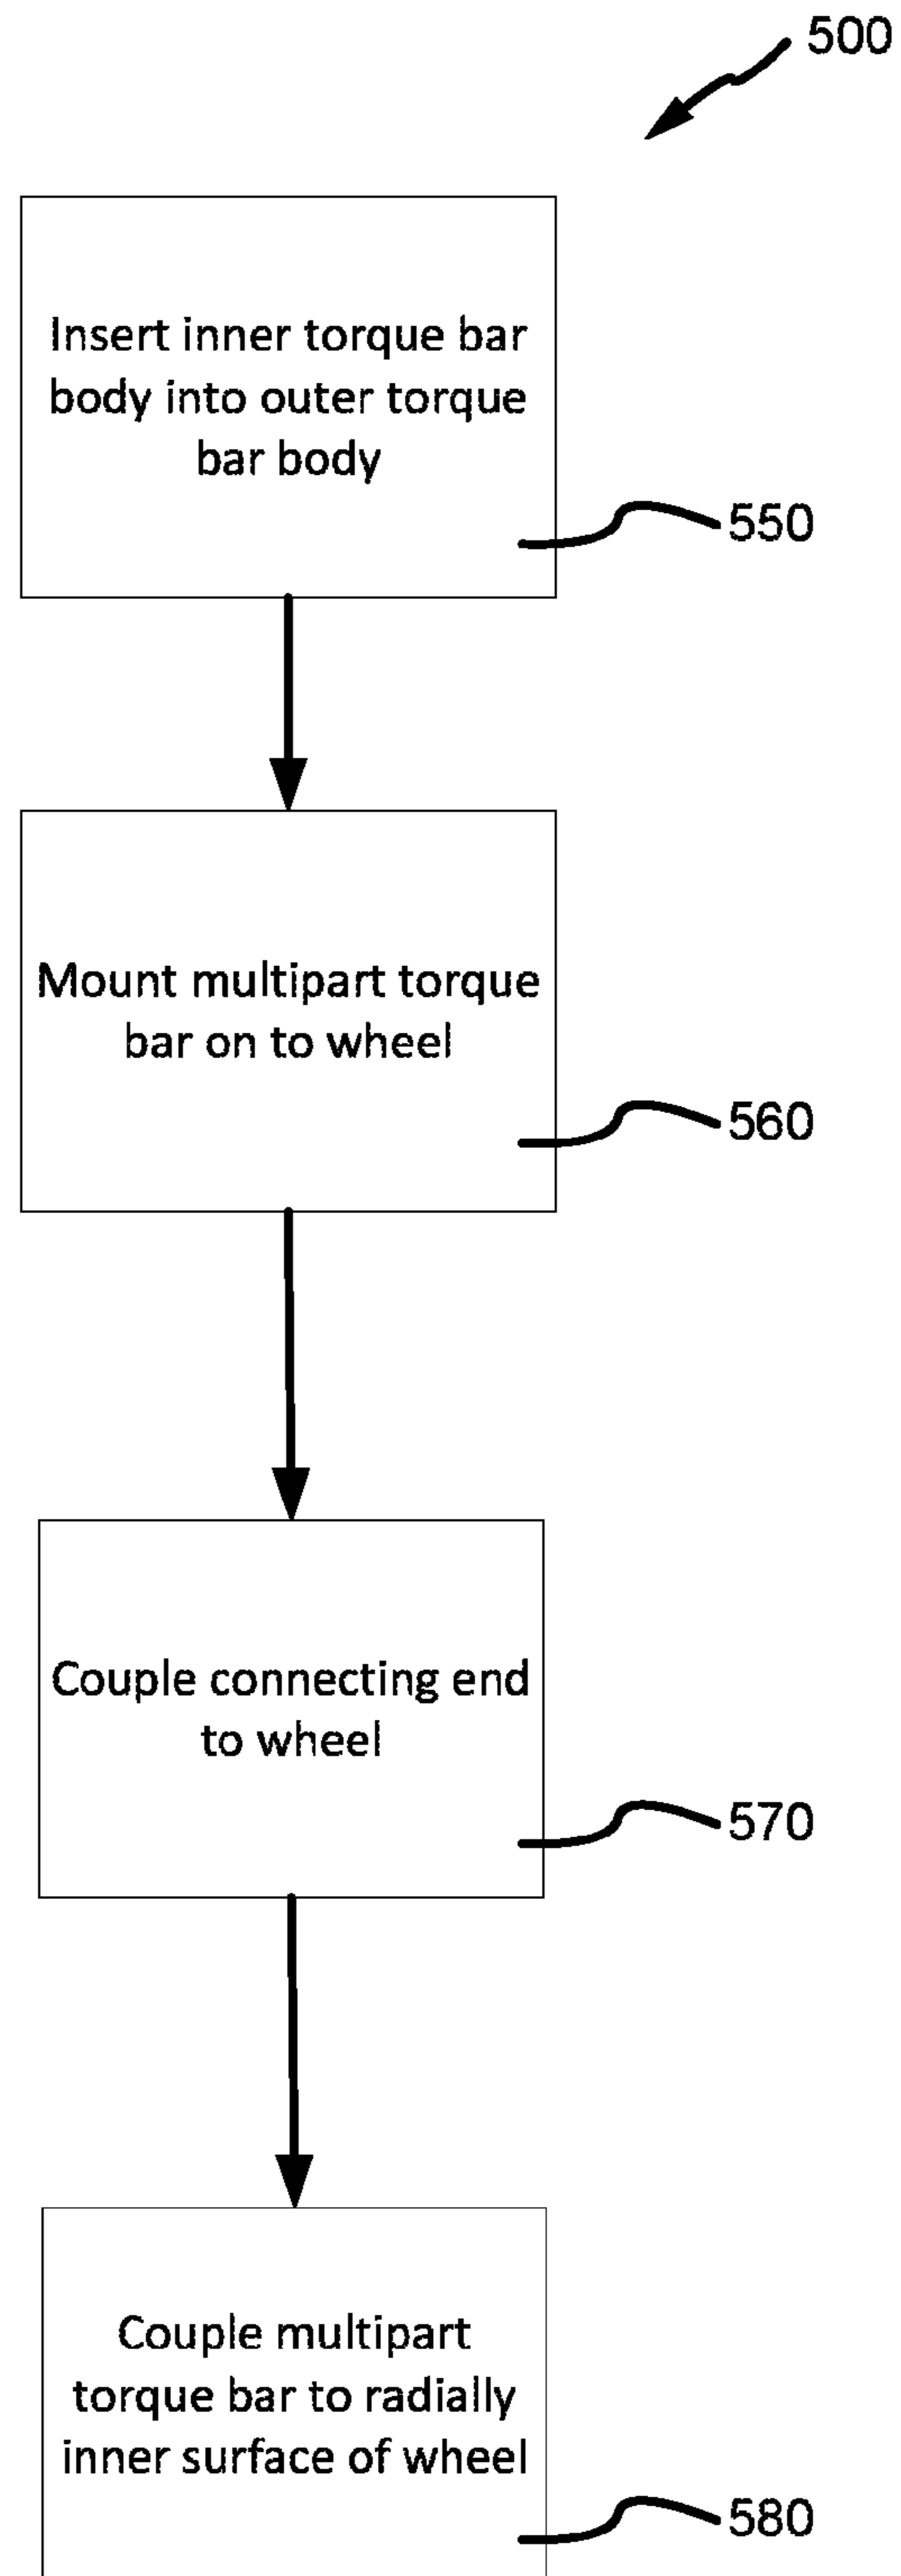 500
Insert inner torque bar
body into outer torque
bar body
550
Mount multipart torque
bar on to wheel
560
Couple connecting end
to wheel
570
Couple multipart
torque bar to radially
inner surface of wheel
580